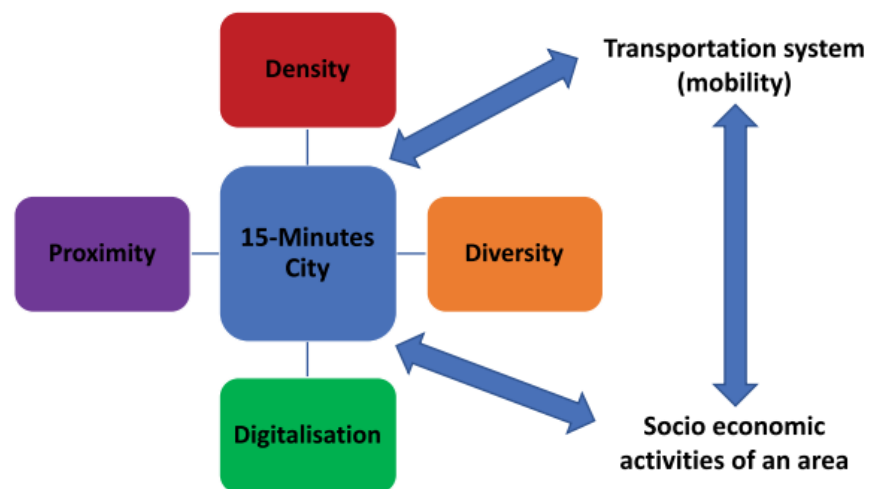 Density
Transportation system
(mobility)
Proximity
15-Minutes
City
Diversity
Digitalisation
Socio economic
activities of an area